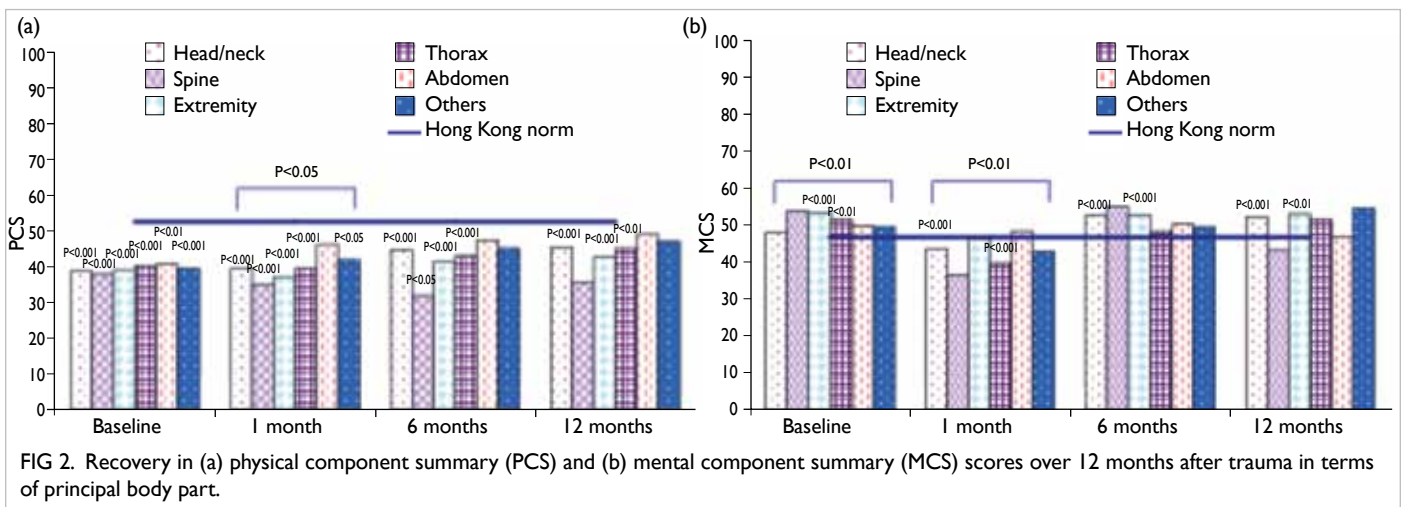 (a)
100
90
80
70
60
50
40
30
20
10
0
PCS
Head/neck
Spine
Extremity
Thorax
Abdomen
Others
Hong Kong norm
P<0.05
P<0.001
P<0.001
P<0.001
P<0.001
P<0.01
P<0.001
P<0.001
P<0.001
P<0.001
P<0.001
P<0.05
P<0.001
P<0.05
P<0.001
P<0.001
P<0.001
P<0.001
P<0.01
Baseline
1 month
6 months
12 months
(b)
100
90
80
70
60
50
40
30
20
10
0
MCS
Head/neck
Spine
Extremity
Thorax
Abdomen
Others
Hong Kong norm
P<0.01
P<0.01
P<0.001
P<0.001
P<0.01
P<0.001
P<0.001
P<0.001
P<0.001
P<0.001
P<0.01
Baseline
1 month
6 months
12 months
FIG 2. Recovery in (a) physical component summary (PCS) and (b) mental component summary (MCS) scores over 12 months after trauma in terms
of principal body part.